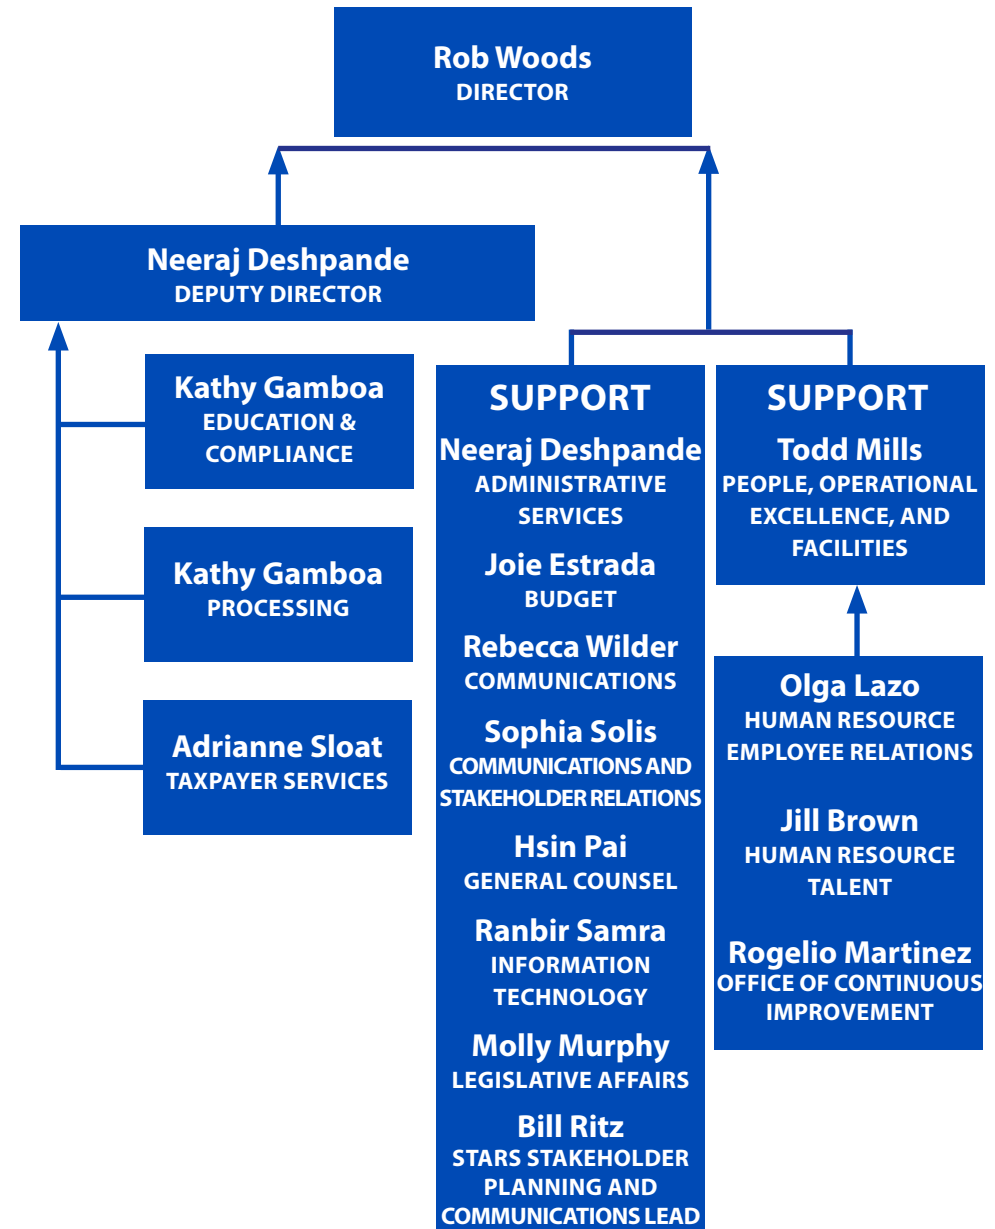 Rob Woods
DIRECTOR
Neeraj Deshpande
DEPUTY DIRECTOR
Kathy Gamboa
EDUCATION &
COMPLIANCE
Kathy Gamboa
PROCESSING
Adrianne Sloat
TAXPAYER SERVICES
SUPPORT
Neeraj Deshpande
ADMINISTRATIVE
SERVICES
Joie Estrada
BUDGET
Rebecca Wilder
COMMUNICATIONS
Sophia Solis
COMMUNICATIONS AND
STAKEHOLDER RELATIONS
Hsin Pai
GENERAL COUNSEL
Ranbir Samra
INFORMATION
TECHNOLOGY
Molly Murphy
LEGISLATIVE AFFAIRS
Bill Ritz
STARS STAKEHOLDER
PLANNING AND
COMMUNICATIONS LEAD
SUPPORT
Todd Mills
PEOPLE, OPERATIONAL
EXCELLENCE, AND
FACILITIES
Olga Lazo
HUMAN RESOURCE
EMPLOYEE RELATIONS
Jill Brown
HUMAN RESOURCE
TALENT
Rogelio Martinez
OFFICE OF CONTINUOUS
IMPROVEMENT